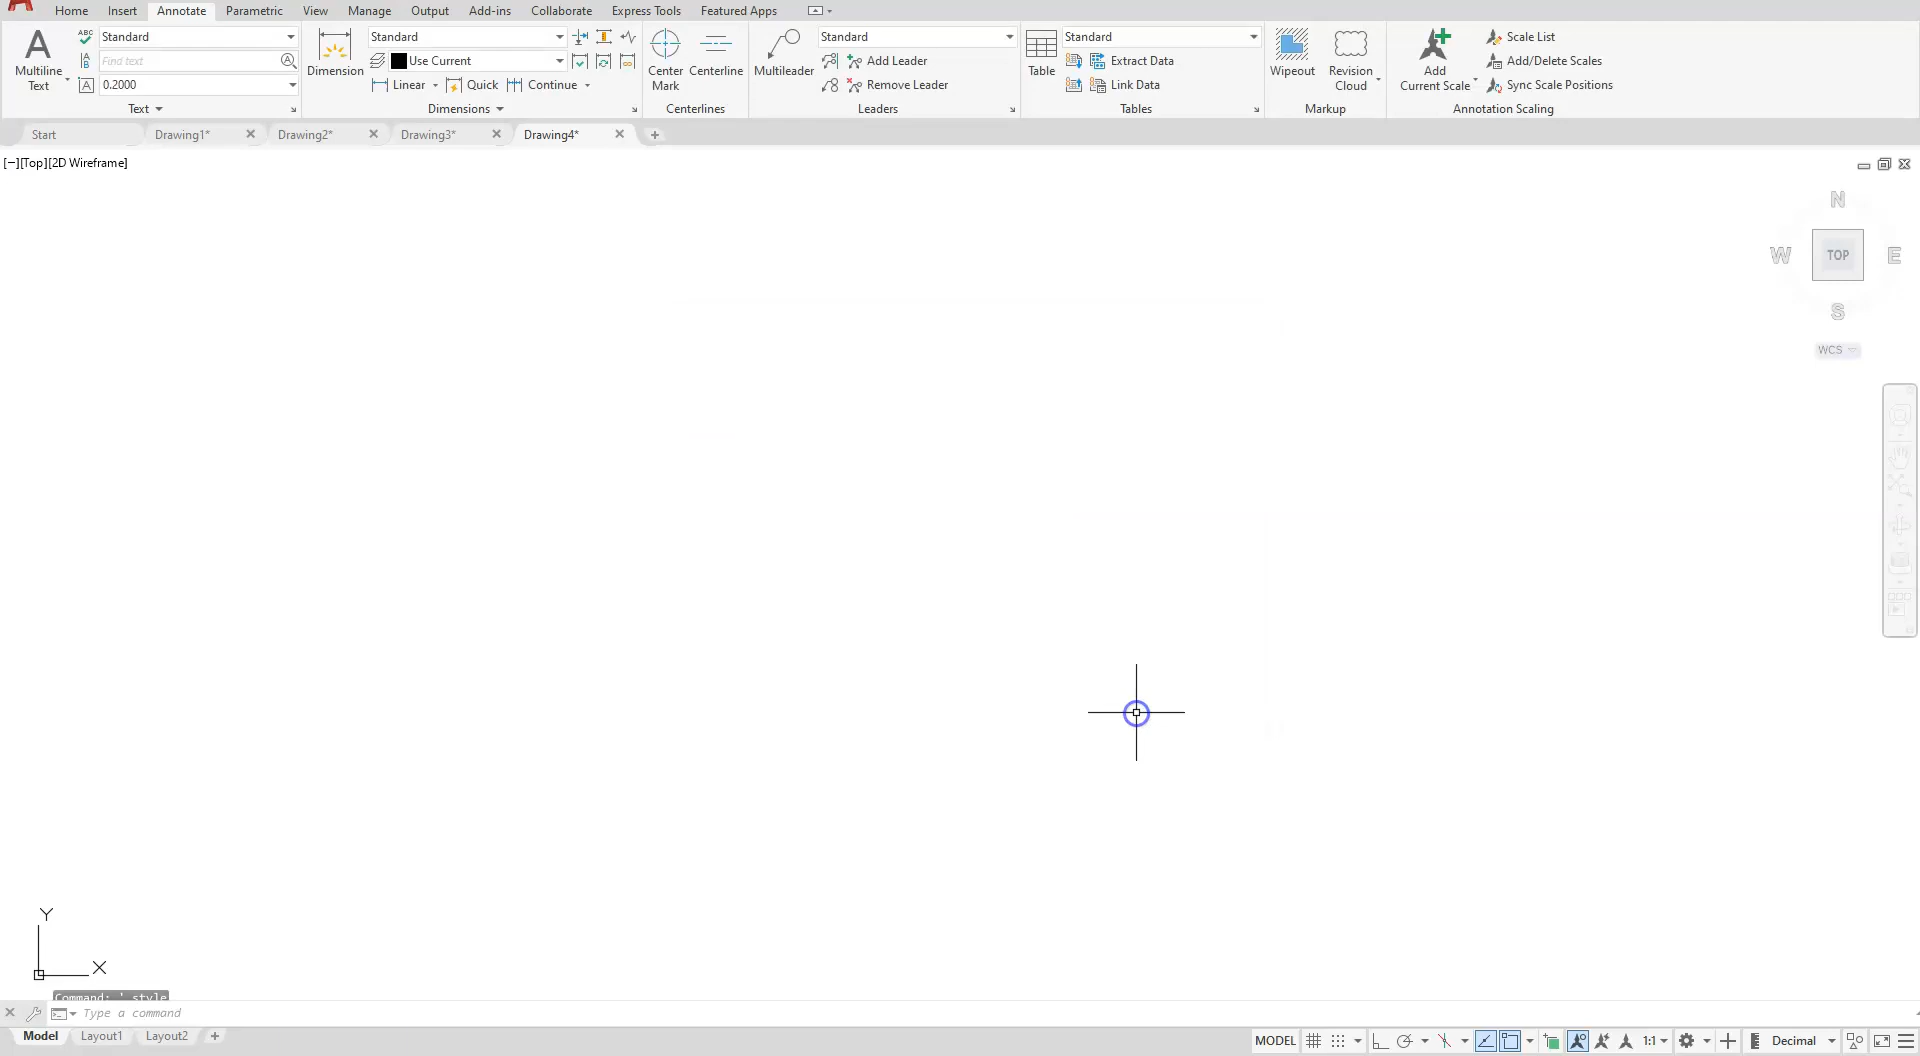 Home Insert Annotate Parametric View Manage Output Add-ins Collaborate Express Tools Featured Apps
Multiline Text
ABC
Standard
Find text
0.2000
Text
Dimension
Standard
Use Current
Linear Quick Continue
Dimensions
Center Mark
Centerline
Centerlines
Multileader
Standard
Add Leader
Remove Leader
Leaders
Table
Standard
Extract Data
Link Data
Tables
Wipeout
Revision Cloud
Markup
Add Current Scale
Scale List
Add/Delete Scales
Sync Scale Positions
Annotation Scaling
Start Drawing1* Drawing2* Drawing3* Drawing4*
[−][Top][2D Wireframe]
N
W TOP E
S
WCS
Y
X
Command: '_style
Type a command
Model Layout1 Layout2
MODEL 1:1 Decimal